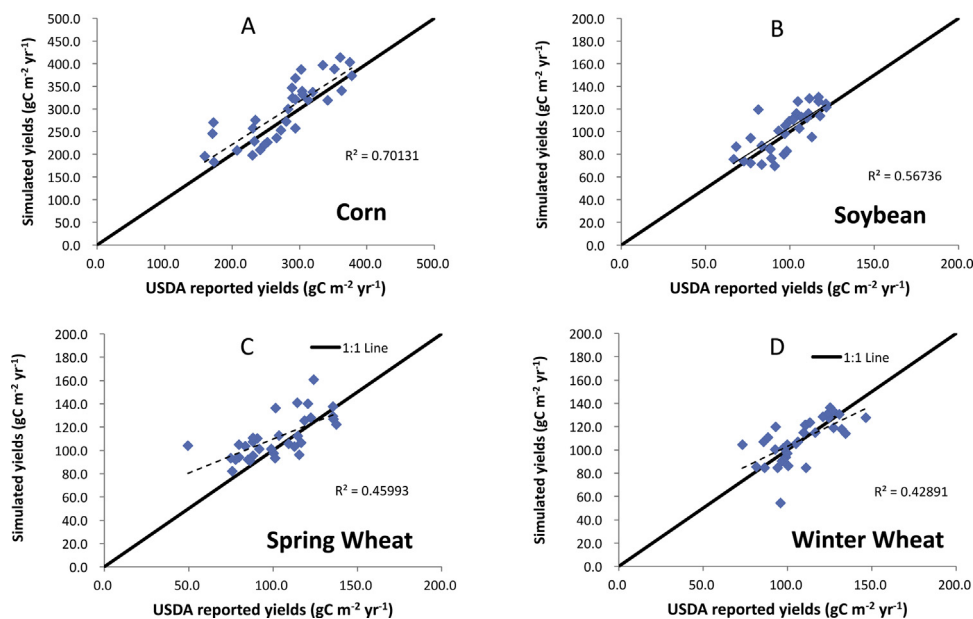 A
Simulated yields (gC m⁻² yr⁻¹)
500.0
450.0
400.0
350.0
300.0
250.0
200.0
150.0
100.0
50.0
0.0
R² = 0.70131
Corn
0.0 100.0 200.0 300.0 400.0 500.0
USDA reported yields (gC m⁻² yr⁻¹)
B
Simulated yields (gC m⁻² yr⁻¹)
200.0
180.0
160.0
140.0
120.0
100.0
80.0
60.0
40.0
20.0
0.0
R² = 0.56736
Soybean
0.0 50.0 100.0 150.0 200.0
USDA reported yields (gC m⁻² yr⁻¹)
C
1:1 Line
Simulated yields (gC m⁻² yr⁻¹)
200.0
180.0
160.0
140.0
120.0
100.0
80.0
60.0
40.0
20.0
0.0
R² = 0.45993
Spring Wheat
0.0 50.0 100.0 150.0 200.0
USDA reported yields (gC m⁻² yr⁻¹)
D
1:1 Line
Simulated yields (gC m⁻² yr⁻¹)
200.0
180.0
160.0
140.0
120.0
100.0
80.0
60.0
40.0
20.0
0.0
R² = 0.42891
Winter Wheat
0.0 50.0 100.0 150.0 200.0
USDA reported yields (gC m⁻² yr⁻¹)